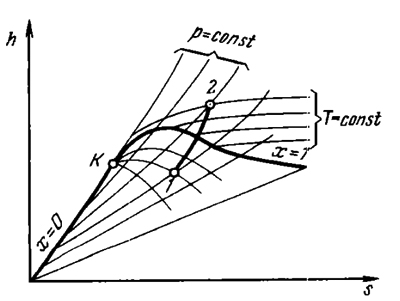 h
p=const
2
T=const
K
1
x=1
x=0
s